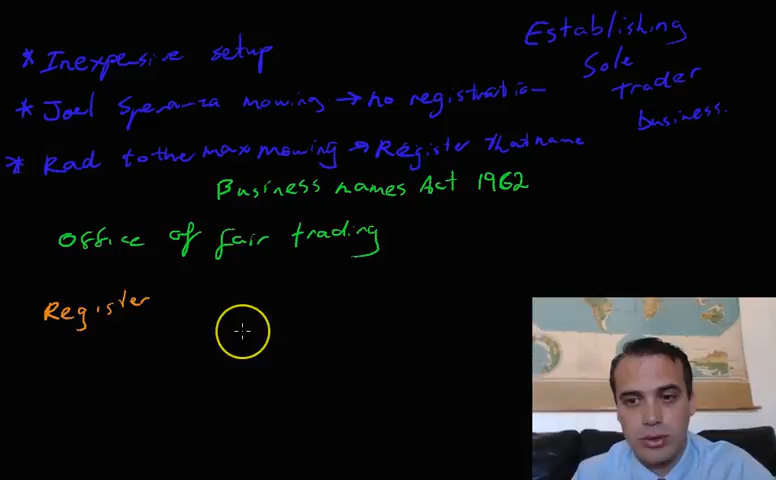 * Inexpensive setup
* Joel Speranza mowing → no registration
* Rad to the max mowing → Register that name
Business names Act 1962
Office of fair trading
Register
Establishing
Sole
trader
business.